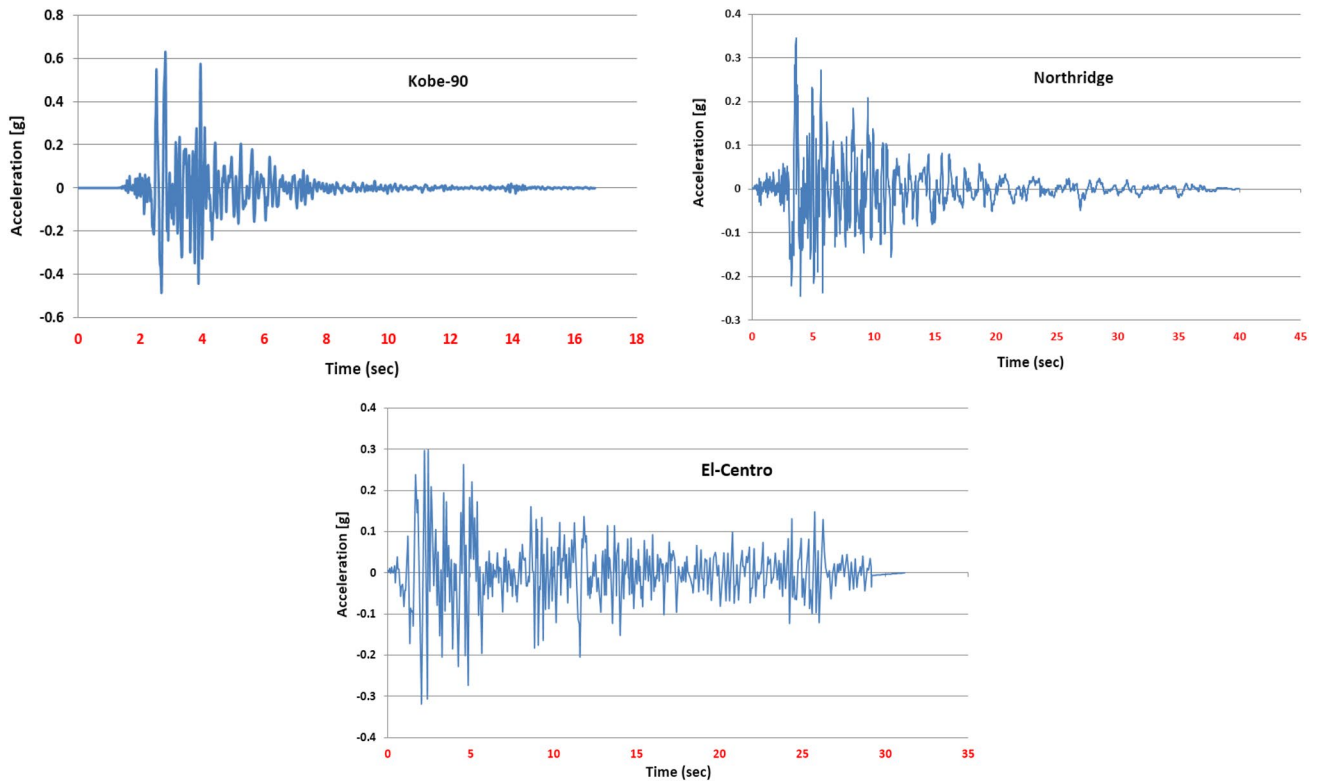 Kobe-90
Acceleration [g]
0.8
0.6
0.4
0.2
0
-0.2
-0.4
-0.6
0 2 4 6 8 10 12 14 16 18
Time (sec)
Northridge
Acceleration [g]
0.4
0.3
0.2
0.1
0
-0.1
-0.2
-0.3
0 5 10 15 20 25 30 35 40 45
Time (sec)
El-Centro
Acceleration [g]
0.4
0.3
0.2
0.1
0
-0.1
-0.2
-0.3
-0.4
0 5 10 15 20 25 30 35
Time (sec)